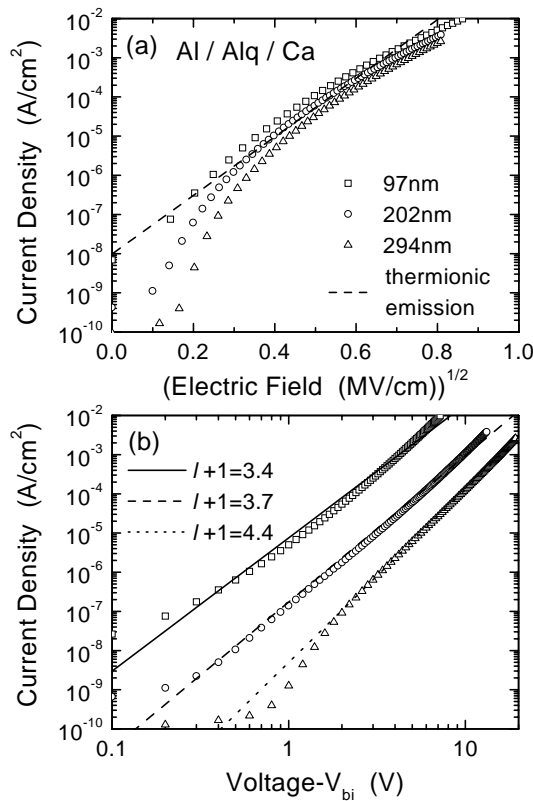 (a) Al / Alq / Ca
10^-2
10^-3
10^-4
10^-5
10^-6
10^-7
10^-8
10^-9
10^-10
Current Density (A/cm^2)
97nm
202nm
294nm
thermionic
emission
0.0 0.2 0.4 0.6 0.8 1.0
(Electric Field (MV/cm))^1/2
(b)
10^-2
10^-3
10^-4
10^-5
10^-6
10^-7
10^-8
10^-9
10^-10
Current Density (A/cm^2)
l+1=3.4
l+1=3.7
l+1=4.4
0.1 1 10
Voltage-V_bi (V)